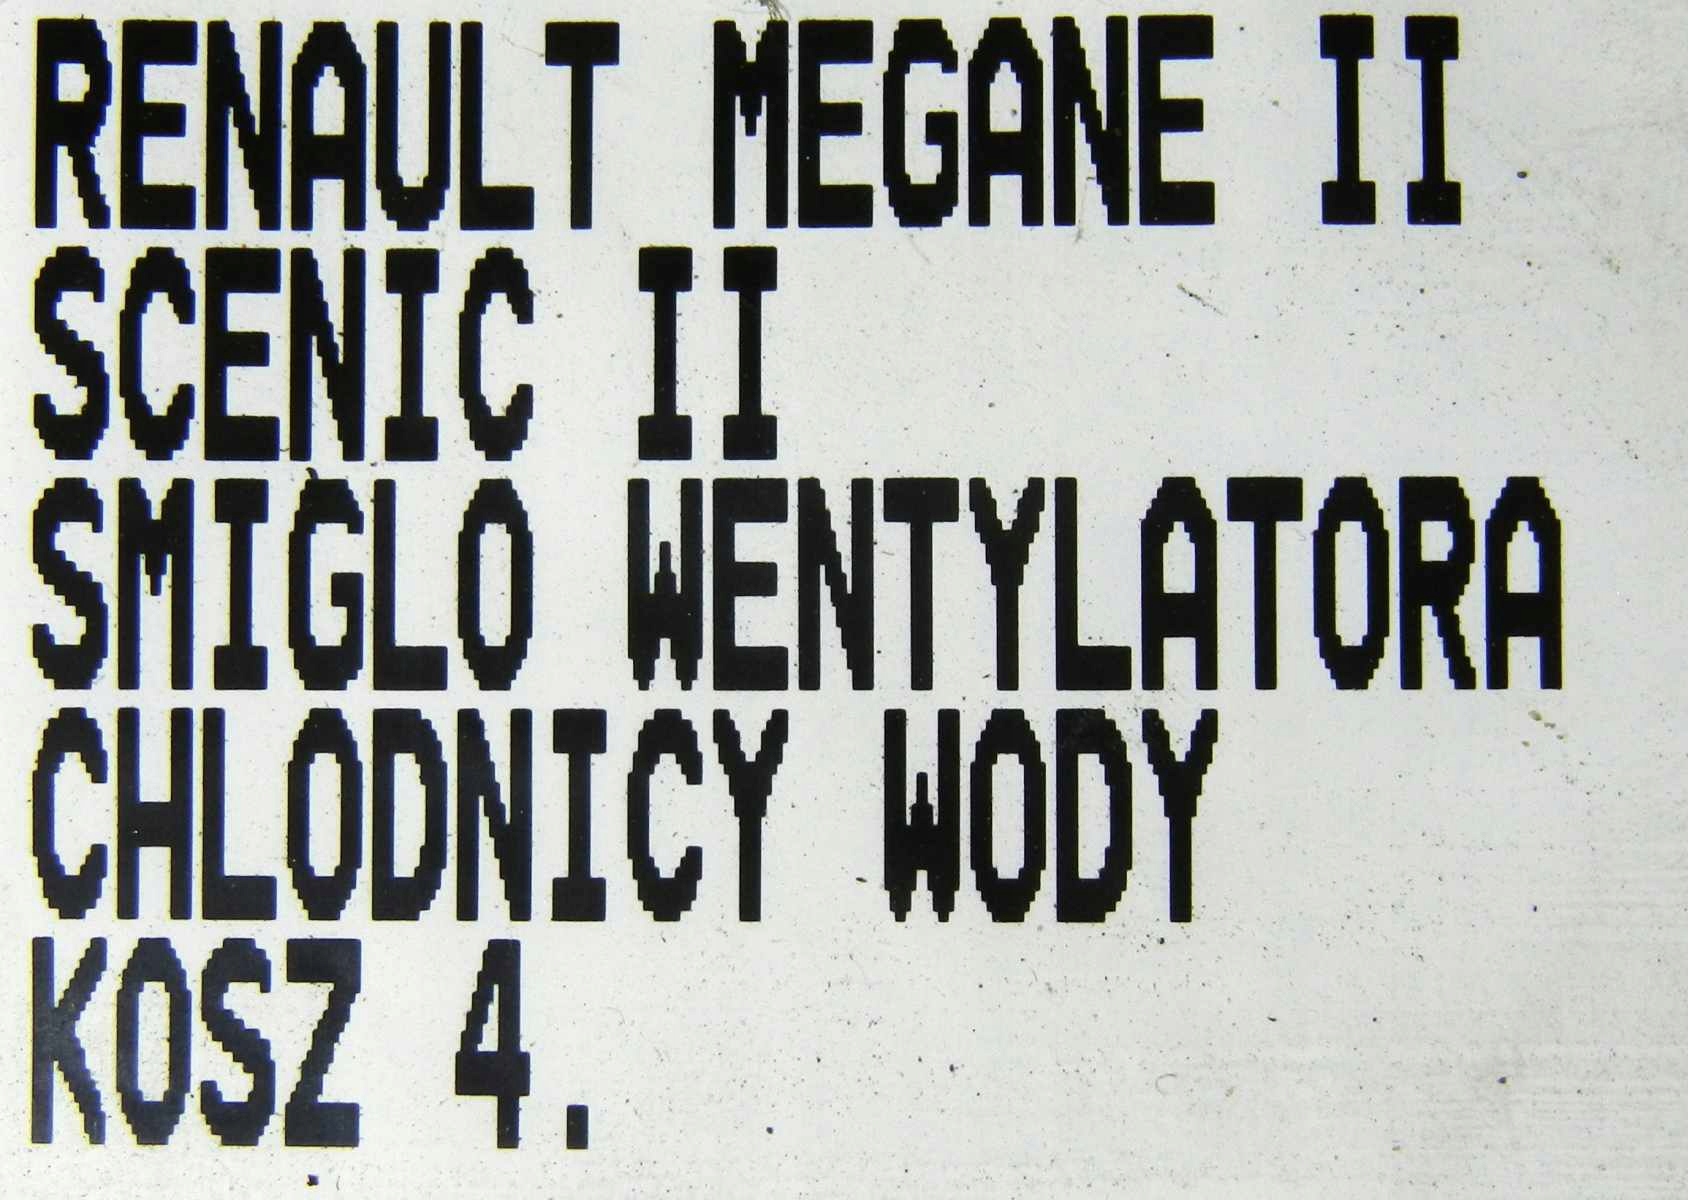 RENAULT MEGANE II
SCENIC II
SMIGLO WENTYLATORA
CHLODNICY WODY
KOSZ 4.